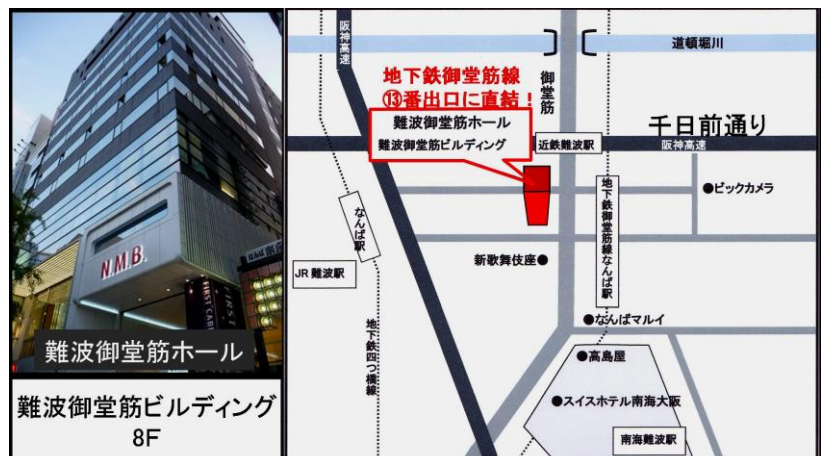 N.M.B.
FIRST CABIN
難波御堂筋ホール
難波御堂筋ビルディング
8F
阪神高速
道頓堀川
御堂筋
地下鉄御堂筋線
⑬番出口に直結!
難波御堂筋ホール
難波御堂筋ビルディング
近鉄難波駅
千日前通り
阪神高速
ビックカメラ
なんば駅
地下鉄御堂筋線なんば駅
新歌舞伎座
JR難波駅
地下鉄四つ橋線
なんばマルイ
高島屋
スイスホテル南海大阪
南海難波駅